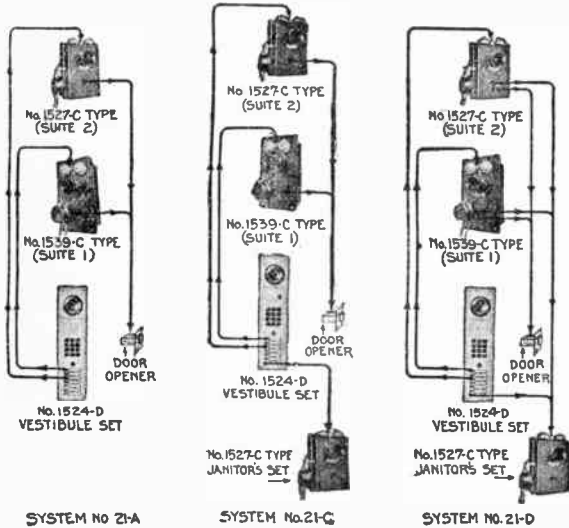 No. 1527-C TYPE
(SUITE 2)
No. 1539-C TYPE
(SUITE 1)
DOOR
OPENER
No. 1524-D
VESTIBULE SET
SYSTEM NO 21-A
No 1527-C TYPE
(SUITE 2)
No. 1539-C TYPE
(SUITE 1)
DOOR
OPENER
No. 1524-D
VESTIBULE SET
No. 1527-C TYPE
JANITOR'S SET
SYSTEM No. 21-C
No. 1527-C TYPE
(SUITE 2)
No. 1539-C TYPE
(SUITE 1)
DOOR
OPENER
No. 1524-D
VESTIBULE SET
No. 1527-C TYPE
JANITOR'S SET
SYSTEM NO. 21-D